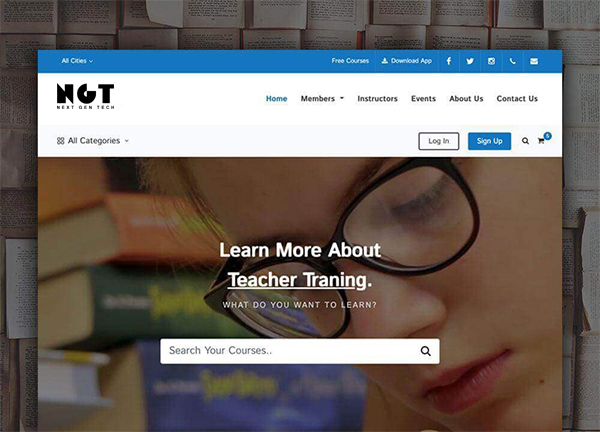 All Cities
Free Courses
Download App
NGT
NEXT GEN TECH
Home
Members
Instructors
Events
About Us
Contact Us
All Categories
Log In
Sign Up
5
Learn More About
Teacher Traning.
WHAT DO YOU WANT TO LEARN?
Search Your Courses..